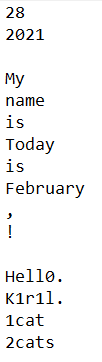 28
2021

My
name
is
Today
is
February
,
!

Hell0.
K1r1l.
1cat
2cats